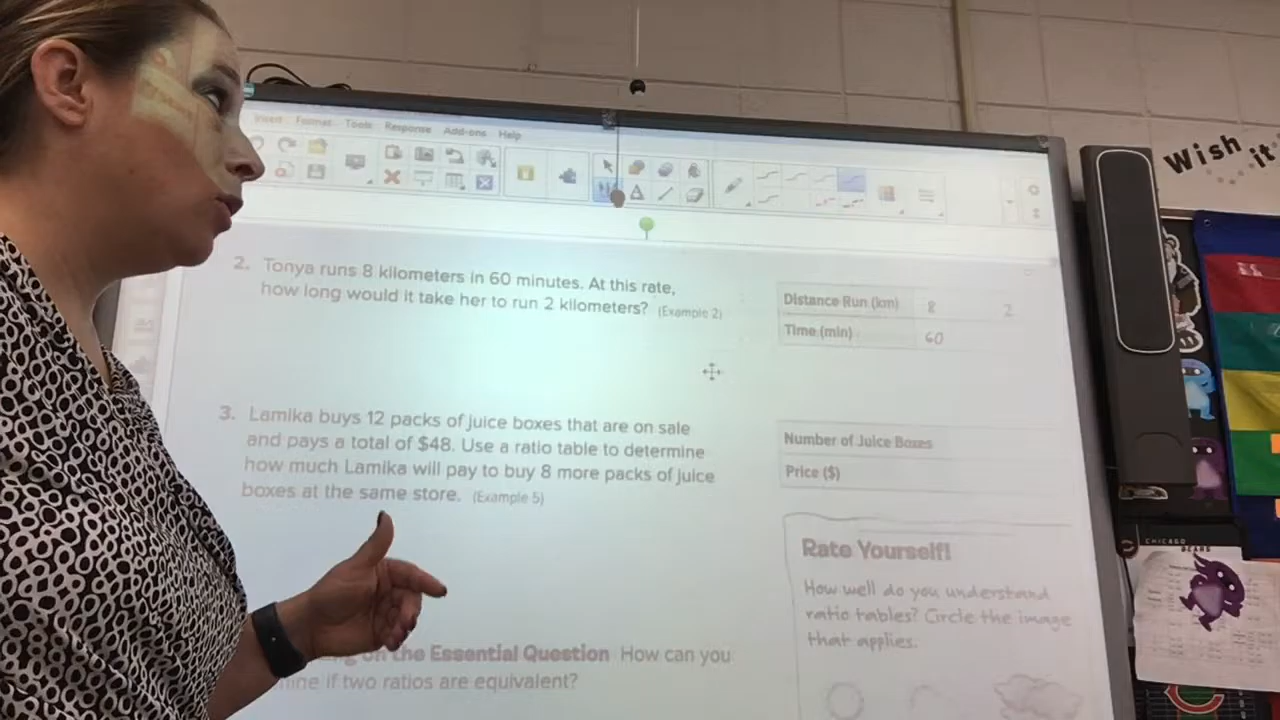 Insert Format Tools Response Add-ons Help
Wish
it
2. Tonya runs 8 kilometers in 60 minutes. At this rate,
how long would it take her to run 2 kilometers? (Example 2)
Distance Run (km) 8 2
Time (min) 60
3. Lamika buys 12 packs of juice boxes that are on sale
and pays a total of $48. Use a ratio table to determine
how much Lamika will pay to buy 8 more packs of juice
boxes at the same store. (Example 5)
Number of Juice Boxes
Price ($)
Rate Yourself!
How well do you understand
ratio tables? Circle the image
that applies.
on the Essential Question How can you
if two ratios are equivalent?
CHICAGO
BEARS